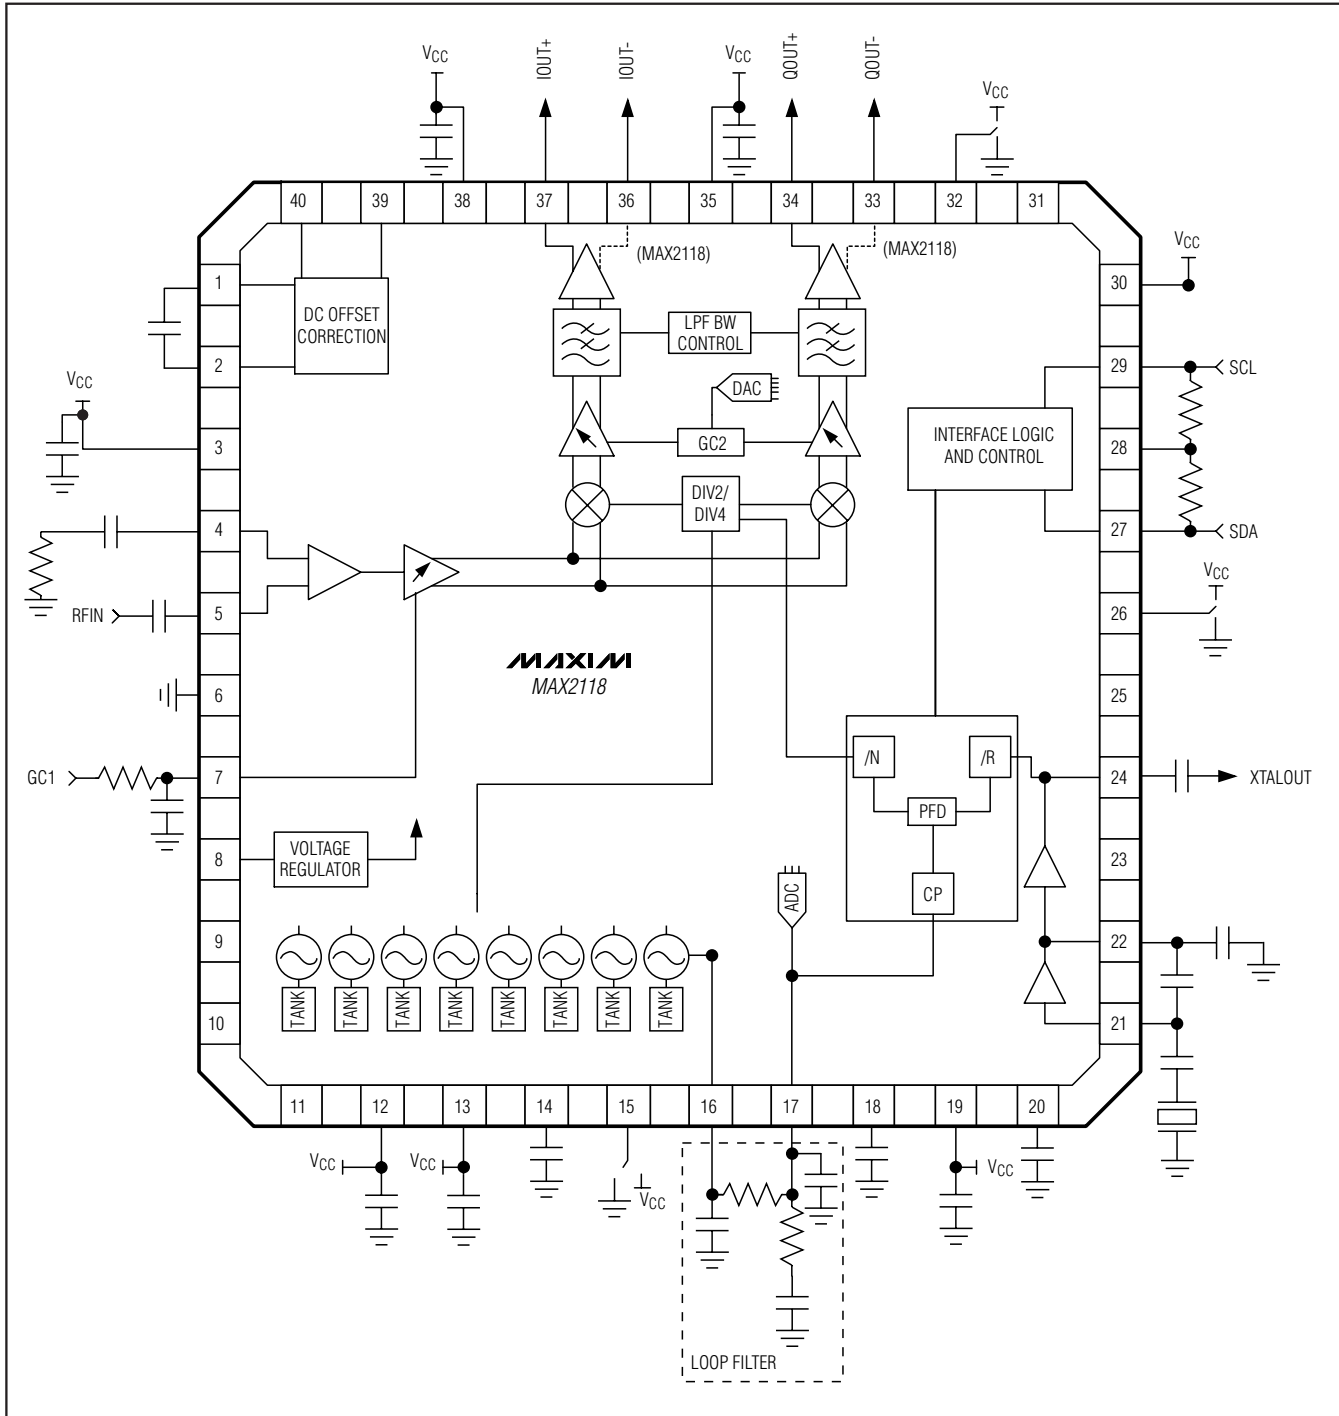 VCC
IOUT+
IOUT-
VCC
QOUT+
QOUT-
VCC
40
39
38
37
36
35
34
33
32
31
(MAX2118)
(MAX2118)
VCC
1
DC OFFSET
CORRECTION
LPF BW
CONTROL
30
2
VCC
DAC
29
SCL
3
GC2
INTERFACE LOGIC
AND CONTROL
28
DIV2/
DIV4
4
27
SDA
VCC
RFIN
5
26
MAXIM
MAX2118
6
25
/N
/R
GC1
7
24
XTALOUT
PFD
8
VOLTAGE
REGULATOR
23
ADC
CP
9
22
TANK
TANK
TANK
TANK
TANK
TANK
TANK
TANK
10
21
11
12
13
14
15
16
17
18
19
20
VCC
VCC
VCC
VCC
LOOP FILTER